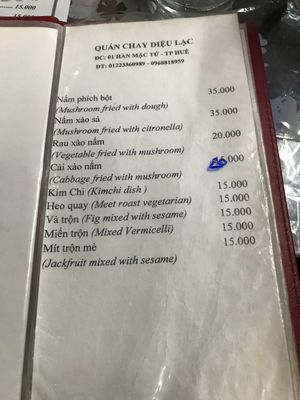 15.000
15.000
QUÁN CHAY DIỆU LẠC
ĐC: 01 HÀN MẶC TỬ - TP HUẾ
ĐT: 01223360989 - 0968818959
Nấm phích bột 35.000
(Mushroom fried with dough)
Nấm xào sả 35.000
(Mushroom fried with citronella)
Rau xào nấm 20.000
(Vegetable fried with mushroom)
Cải xào nấm
(Cabbage fried with mushroom)
Kim Chi (Kimchi dish ) 15.000
Heo quay (Meet roast vegetarian) 15.000
Vả trộn (Fig mixed with sesame) 15.000
Miến trộn (Mixed Vermicelli) 15.000
Mít trộn mè 15.000
(Jackfruit mixed with sesame)